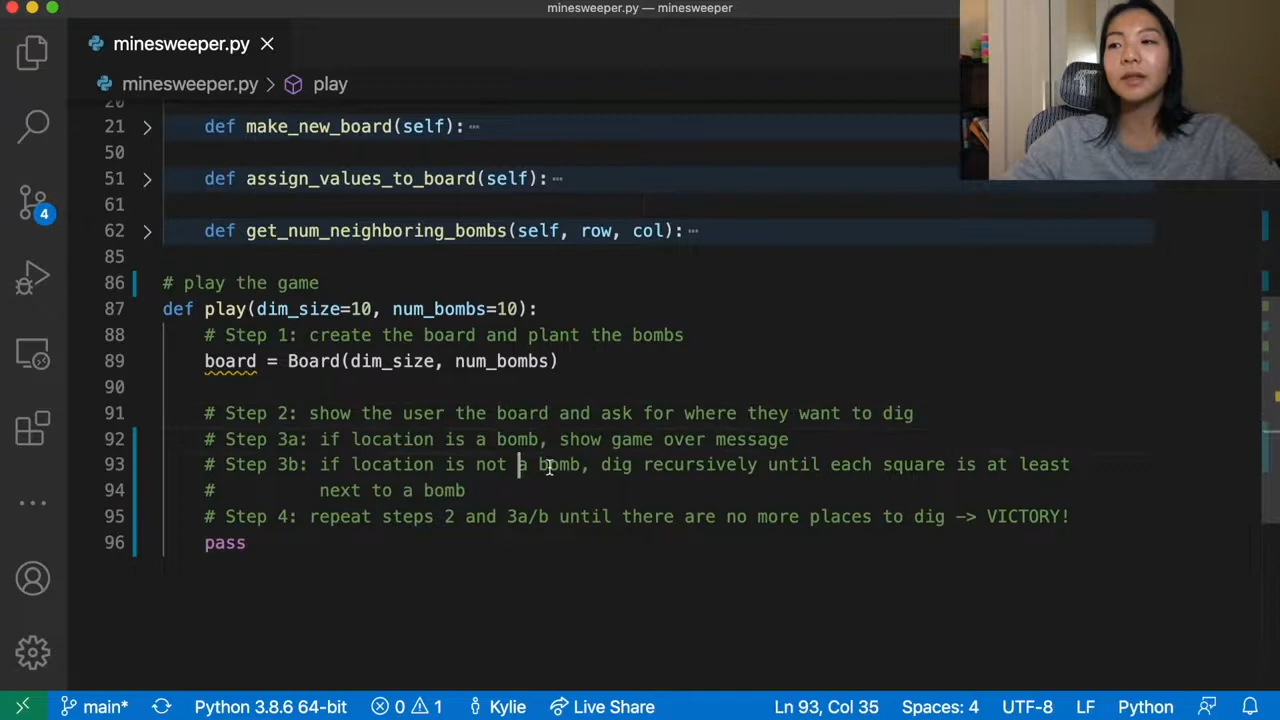 minesweeper.py — minesweeper
minesweeper.py
minesweeper.py > play
21 def make_new_board(self):⋯
50
51 def assign_values_to_board(self):⋯
61
62 def get_num_neighboring_bombs(self, row, col):⋯
85
86 # play the game
87 def play(dim_size=10, num_bombs=10):
88 # Step 1: create the board and plant the bombs
89 board = Board(dim_size, num_bombs)
90
91 # Step 2: show the user the board and ask for where they want to dig
92 # Step 3a: if location is a bomb, show game over message
93 # Step 3b: if location is not a bomb, dig recursively until each square is at least
94 # next to a bomb
95 # Step 4: repeat steps 2 and 3a/b until there are no more places to dig -> VICTORY!
96 pass
4
main* Python 3.8.6 64-bit 0 1 Kylie Live Share Ln 93, Col 35 Spaces: 4 UTF-8 LF Python